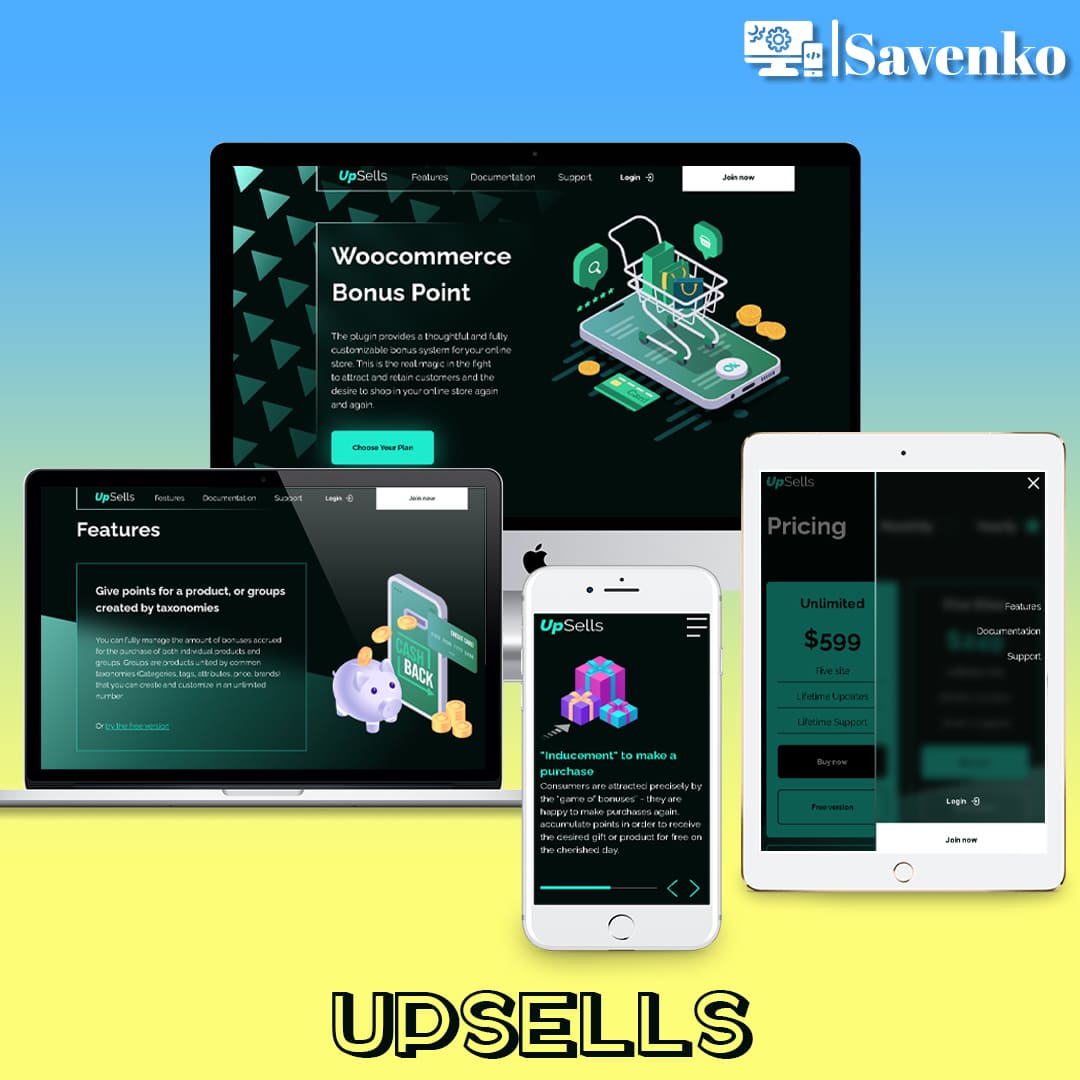 Savenko
UpSells Features Documentation Support Login Join now
Woocommerce
Bonus Point
The plugin provides a thoughtful and fully
customizable bonus system for your online
store. This is the real magic in the fight
to attract and retain customers and the
desire to shop in your online store again
and again.
Choose Your Plan
OK
Card
UpSells Features Documentation Support Login Join now
Features
Give points for a product, or groups
created by taxonomies
You can fully manage the amount of bonuses accrued
for the purchase of both individual products and
groups. Groups are products united by common
taxonomies (Categories, tags, attributes, price, brands)
that you can create and customize in an unlimited
number.
Or try the free version
CREDIT CARD
CASH
BACK
UpSells
"Inducement" to make a
purchase
Consumers are attracted precisely by
the "game of bonuses" - they are
happy to make purchases again.
accumulate points in order to receive
the desired gift or product for free on
the cherished day.
UpSells
Pricing
Unlimited
$599
Five site
Lifetime Updates
Lifetime Support
Buy now
Free version
Features
Documentation
Support
Login
Join now
UPSELLS